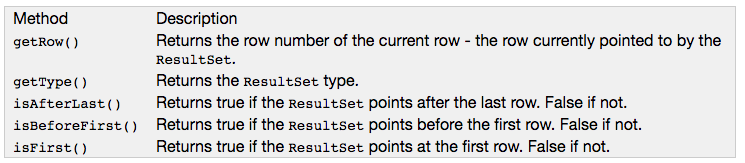 Method Description
getRow() Returns the row number of the current row - the row currently pointed to by the
ResultSet.
getType() Returns the ResultSet type.
isAfterLast() Returns true if the ResultSet points after the last row. False if not.
isBeforeFirst() Returns true if the ResultSet points before the first row. False if not.
isFirst() Returns true if the ResultSet points at the first row. False if not.